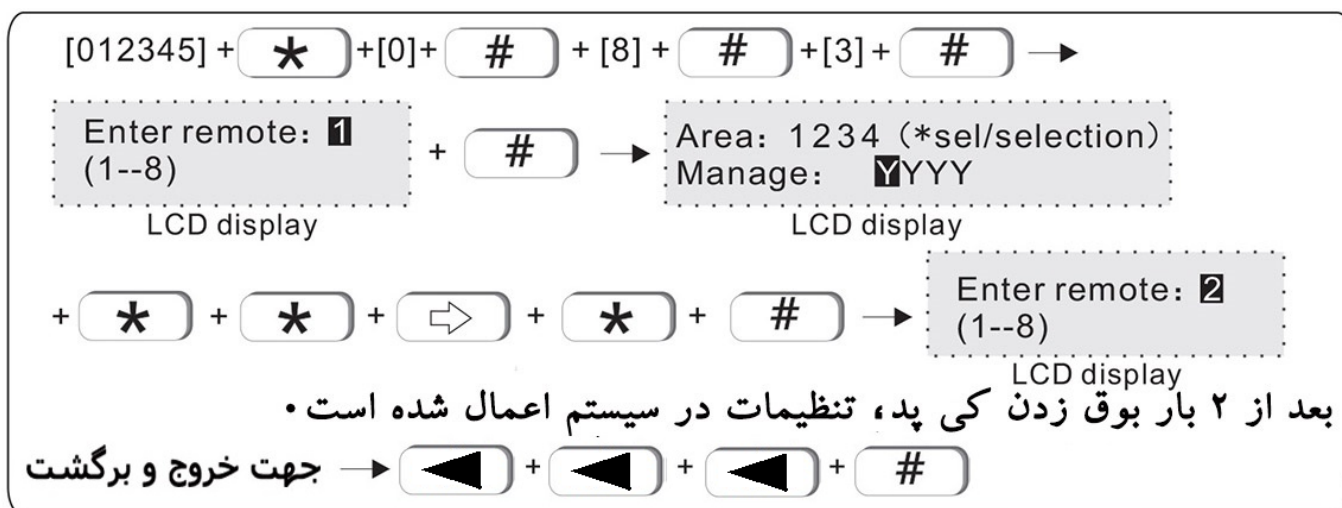 [012345] + * +[0]+ # + [8] + # +[3]+ # →
Enter remote: 1
(1--8)
LCD display
+ # →
Area: 1234 (*sel/selection)
Manage: YYYY
LCD display
+ * + * + ⇨ + * + # →
Enter remote: 2
(1--8)
LCD display
بعد از ۲ بار بوق زدن کی پد، تنظیمات در سیستم اعمال شده است.
جهت خروج و برگشت → ◀ + ◀ + ◀ + #